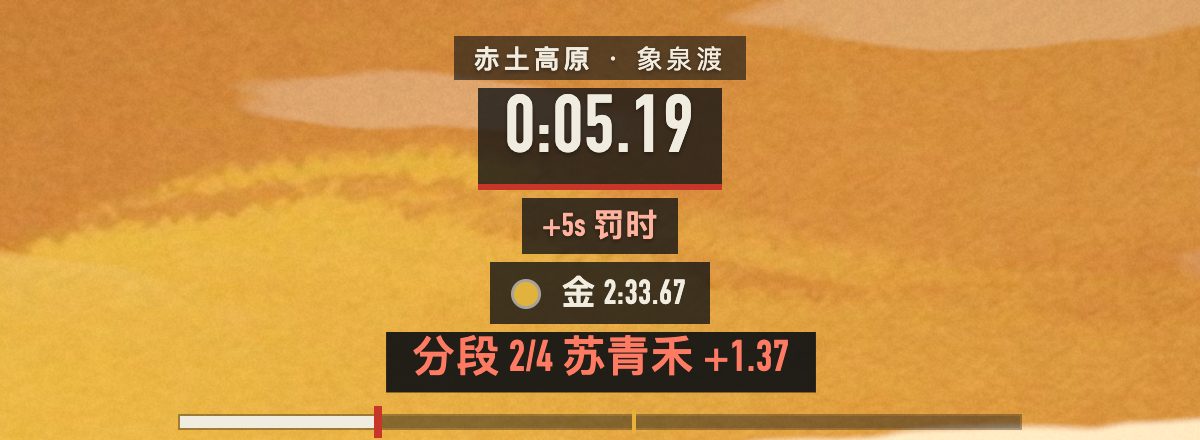 赤土高原 · 象泉渡
0:05.19
+5s 罚时
金 2:33.67
分段 2/4 苏青禾 +1.37